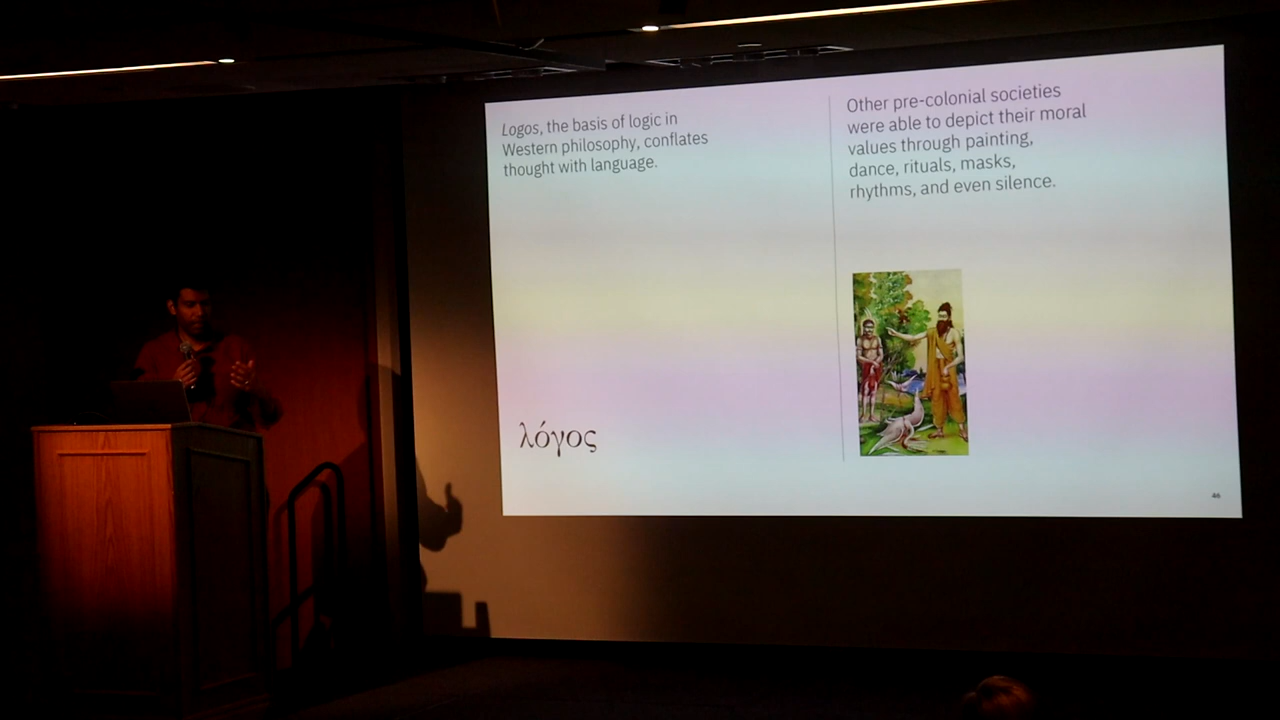 Logos, the basis of logic in
Western philosophy, conflates
thought with language.
λόγος
Other pre-colonial societies
were able to depict their moral
values through painting,
dance, rituals, masks,
rhythms, and even silence.
46